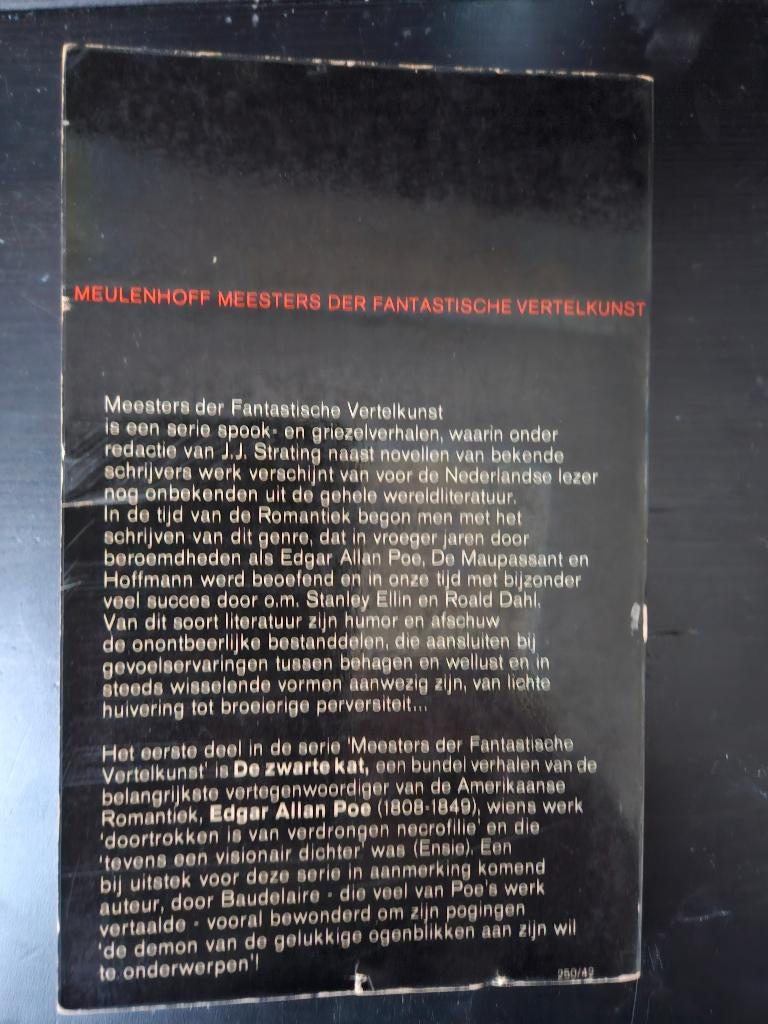 MEULENHOFF MEESTERS DER FANTASTISCHE VERTELKUNST
Meesters der Fantastische Vertelkunst
is een serie spook- en griezelverhalen, waarin onder
redactie van J.J. Strating naast novellen van bekende
schrijvers werk verschijnt van voor de Nederlandse lezer
nog onbekenden uit de gehele wereldliteratuur.
In de tijd van de Romantiek begon men met het
schrijven van dit genre, dat in vroeger jaren door
beroemdheden als Edgar Allan Poe, De Maupassant en
Hoffmann werd beoefend en in onze tijd met bijzonder
veel succes door o.m. Stanley Ellin en Roald Dahl.
Van dit soort literatuur zijn humor en afschuw
de onontbeerlijke bestanddelen, die aansluiten bij
gevoelservaringen tussen behagen en wellust en in
steeds wisselende vormen aanwezig zijn, van lichte
huivering tot broeierige perversiteit...
Het eerste deel in de serie 'Meesters der Fantastische
Vertelkunst' is De zwarte kat, een bundel verhalen van de
belangrijkste vertegenwoordiger van de Amerikaanse
Romantiek, Edgar Allan Poe (1808-1849), wiens werk
'doortrokken is van verdrongen necrofilie' en die
'tevens een visionair dichter' was (Ensie). Een
bij uitstek voor deze serie in aanmerking komend
auteur, door Baudelaire - die veel van Poe's werk
vertaalde - vooral bewonderd om zijn pogingen
'de demon van de gelukkige ogenblikken aan zijn wil
te onderwerpen'!
250/49